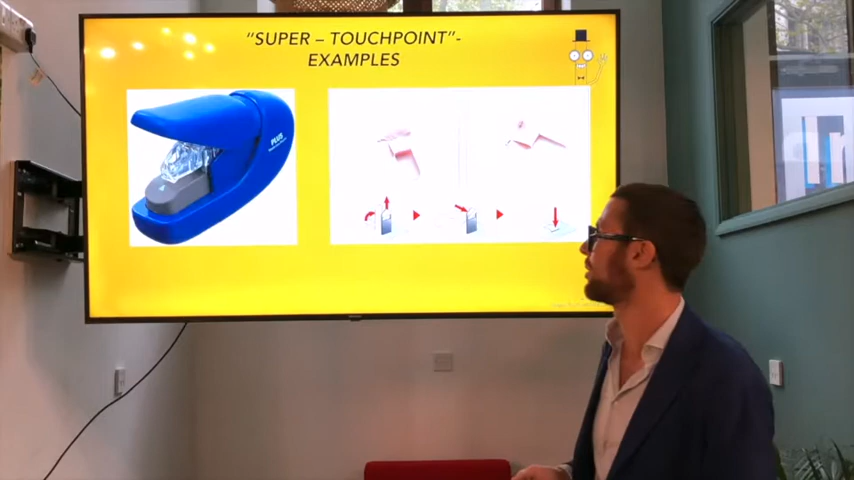 "SUPER – TOUCHPOINT"-
EXAMPLES
PLUS